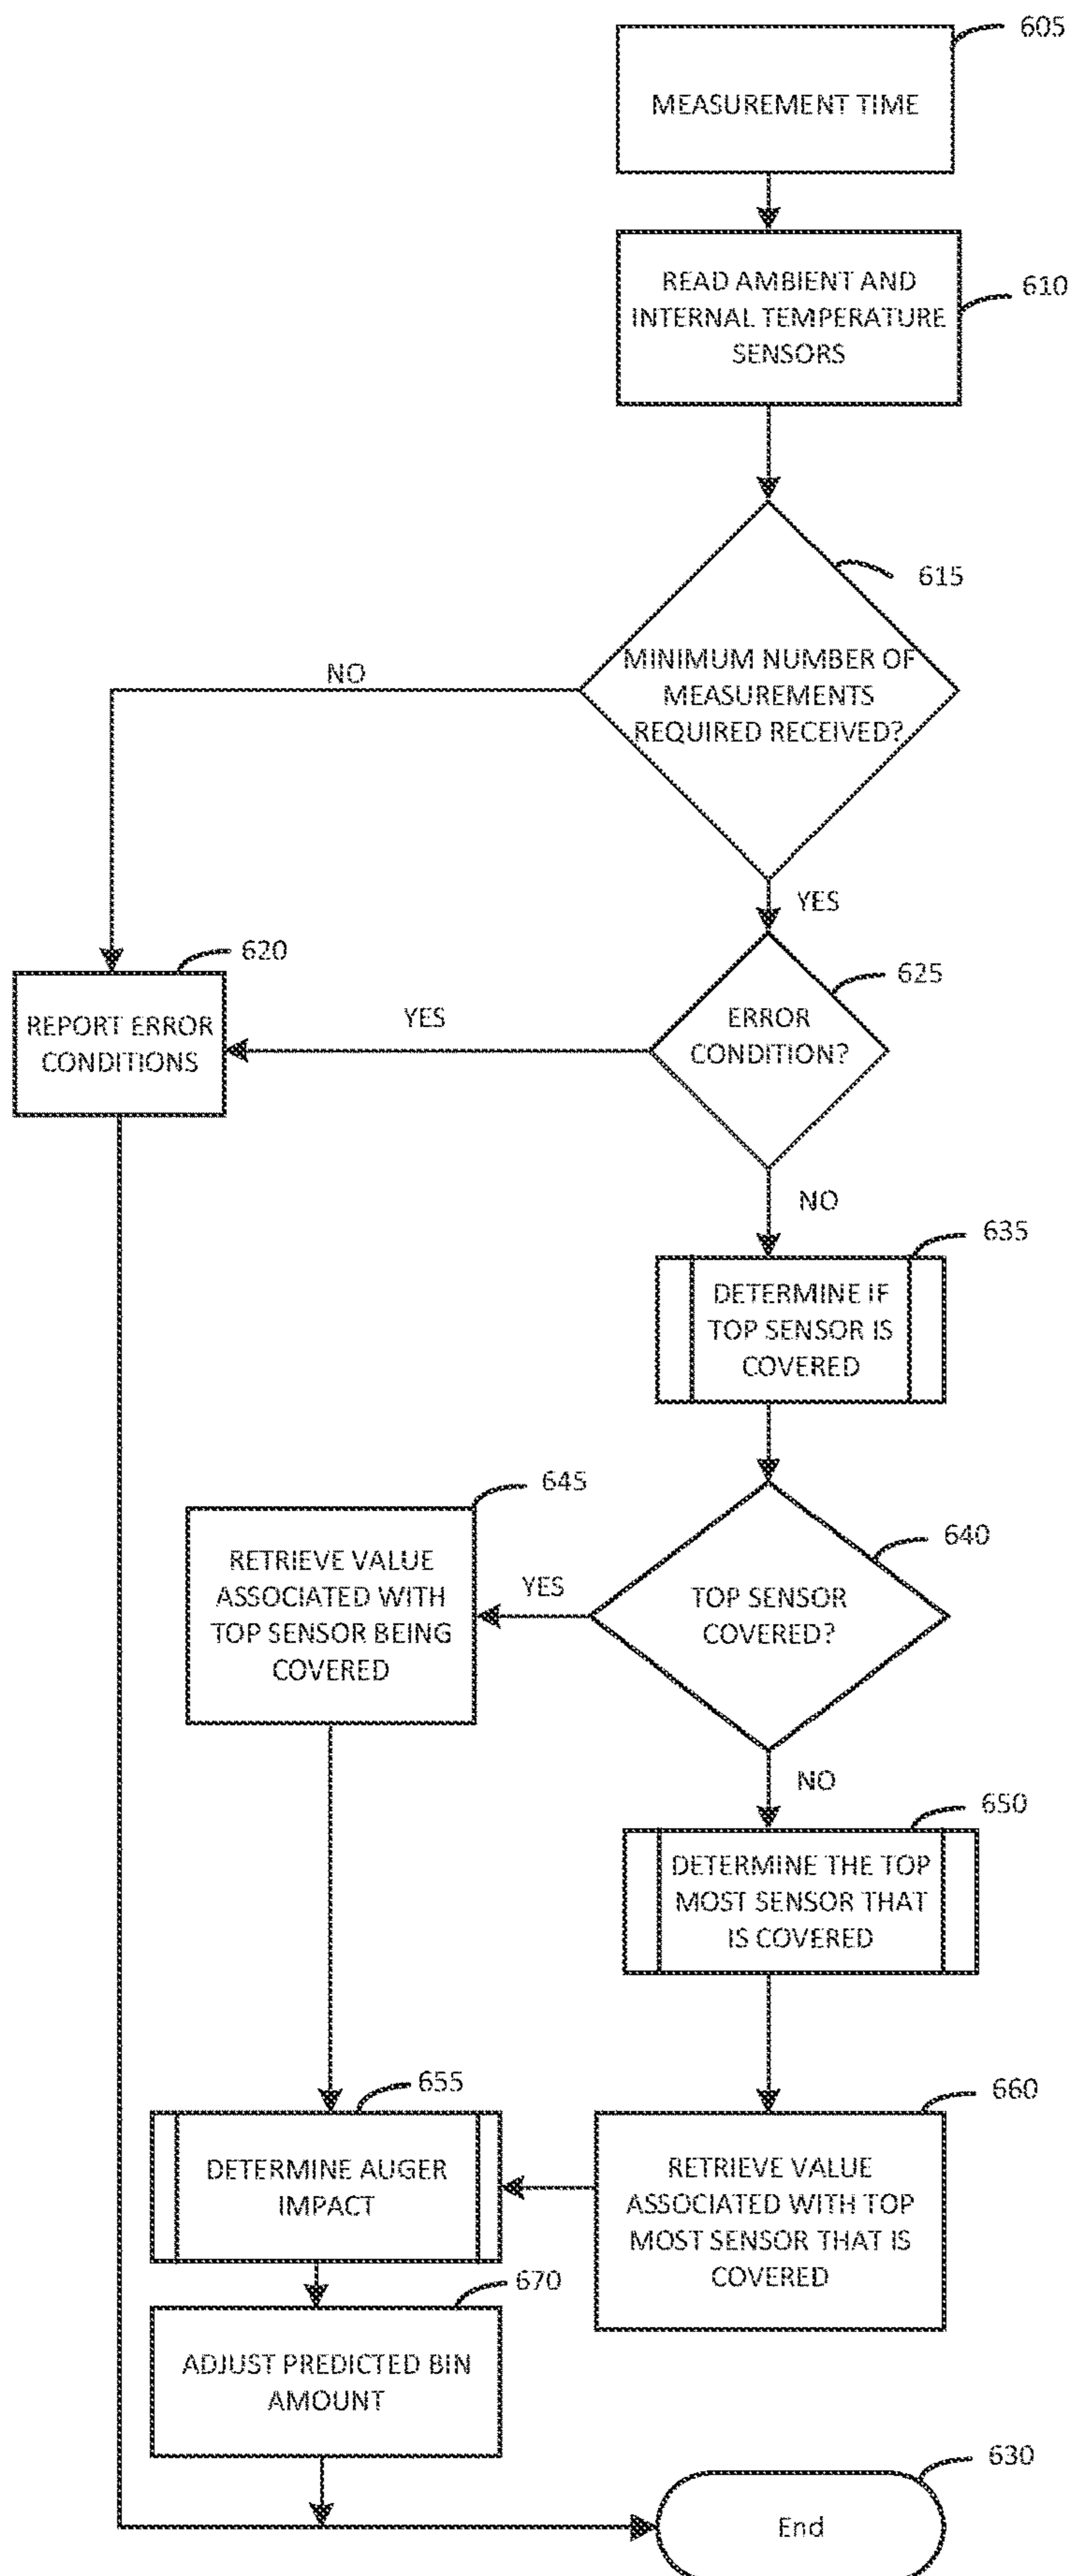 605
MEASUREMENT TIME
READ AMBIENT AND
INTERNAL TEMPERATURE
SENSORS
610
615
MINIMUM NUMBER OF
MEASUREMENTS
REQUIRED RECEIVED?
NO
YES
620
REPORT ERROR
CONDITIONS
YES
625
ERROR
CONDITION?
NO
635
DETERMINE IF
TOP SENSOR IS
COVERED
645
RETRIEVE VALUE
ASSOCIATED WITH
TOP SENSOR BEING
COVERED
YES
640
TOP SENSOR
COVERED?
NO
650
DETERMINE THE TOP
MOST SENSOR THAT
IS COVERED
655
DETERMINE AUGER
IMPACT
660
RETRIEVE VALUE
ASSOCIATED WITH TOP
MOST SENSOR THAT IS
COVERED
670
ADJUST PREDICTED BIN
AMOUNT
630
End